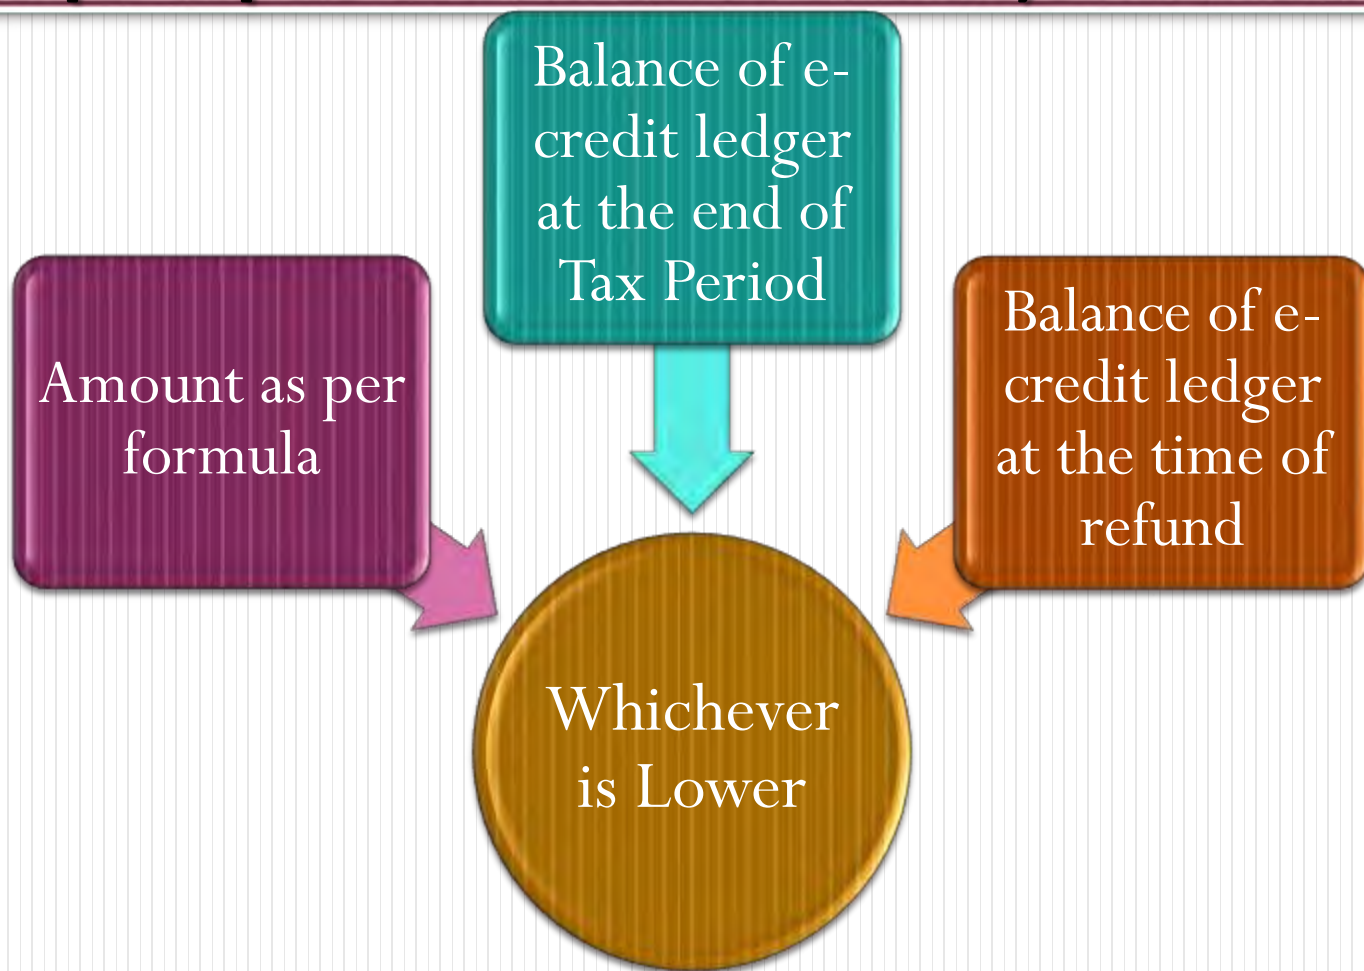 Balance of e-
credit ledger
at the end of
Tax Period
Amount as per
formula
Balance of e-
credit ledger
at the time of
refund
Whichever
is Lower